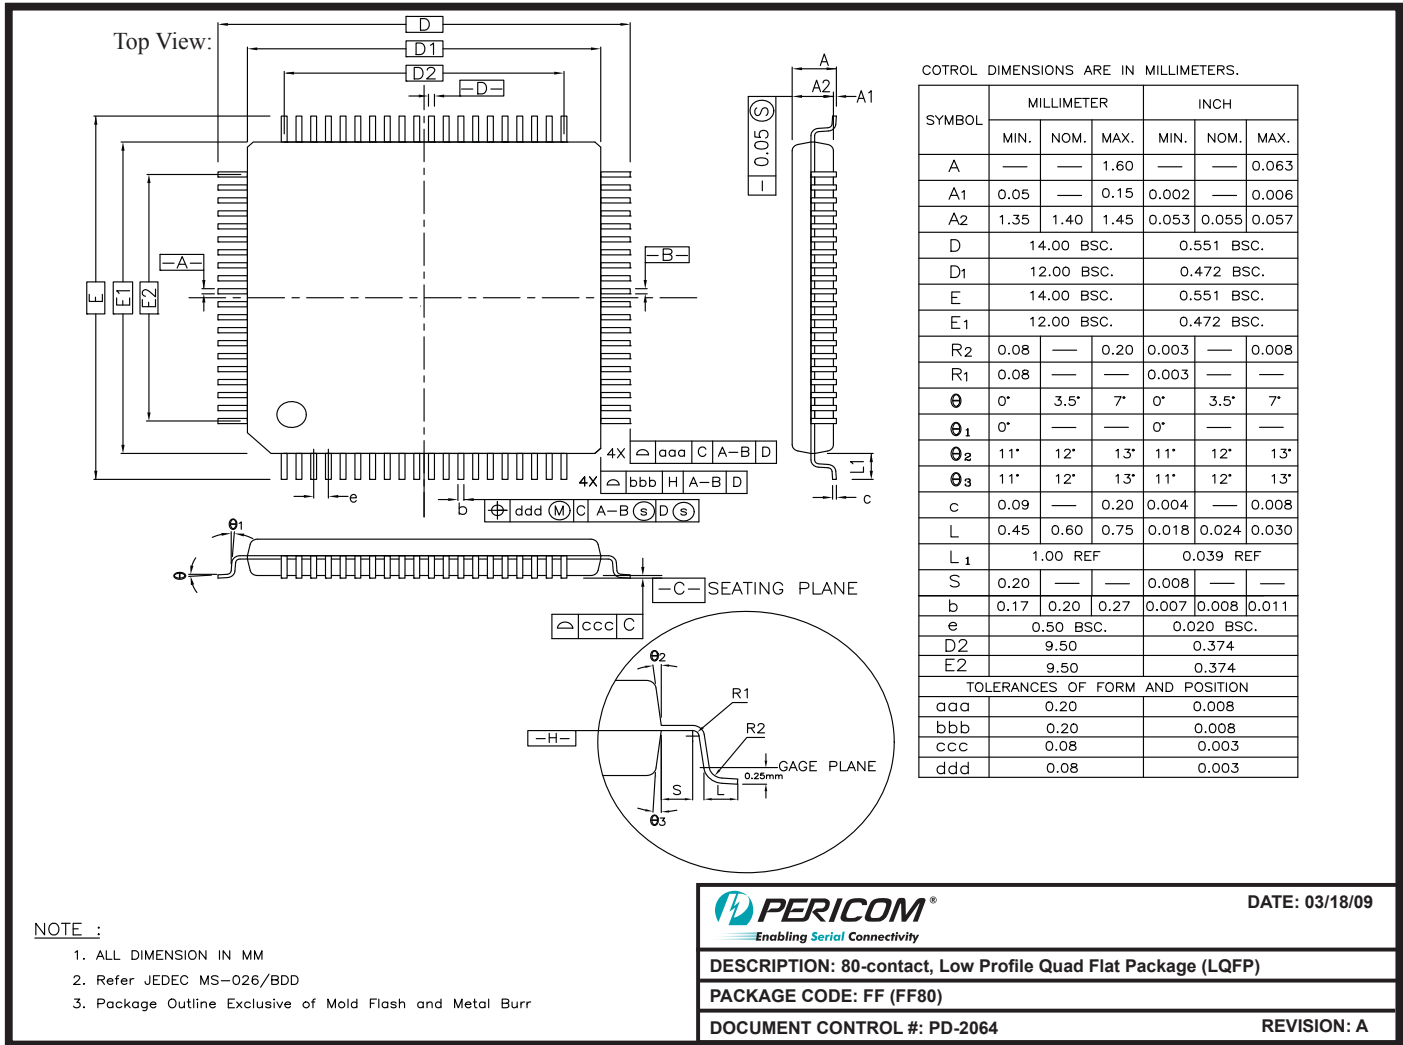 Top View:
D
D1
D2
-D-
E
E1
E2
-A-
-B-
e
b
4X ⌓ aaa C A-B D
4X ⌓ bbb H A-B D
⌖ ddd Ⓜ C A-B Ⓢ D Ⓢ
A
A2
A1
— 0.05 Ⓢ
L1
c
θ1
θ
-C- SEATING PLANE
⌓ ccc C
θ2
R1
R2
-H-
GAGE PLANE
0.25mm
S
L
θ3
COTROL DIMENSIONS ARE IN MILLIMETERS.
SYMBOL MILLIMETER INCH
MIN. NOM. MAX. MIN. NOM. MAX.
A — — 1.60 — — 0.063
A1 0.05 — 0.15 0.002 — 0.006
A2 1.35 1.40 1.45 0.053 0.055 0.057
D 14.00 BSC. 0.551 BSC.
D1 12.00 BSC. 0.472 BSC.
E 14.00 BSC. 0.551 BSC.
E1 12.00 BSC. 0.472 BSC.
R2 0.08 — 0.20 0.003 — 0.008
R1 0.08 — — 0.003 — —
θ 0° 3.5° 7° 0° 3.5° 7°
θ1 0° — — 0° — —
θ2 11° 12° 13° 11° 12° 13°
θ3 11° 12° 13° 11° 12° 13°
c 0.09 — 0.20 0.004 — 0.008
L 0.45 0.60 0.75 0.018 0.024 0.030
L1 1.00 REF 0.039 REF
S 0.20 — — 0.008 — —
b 0.17 0.20 0.27 0.007 0.008 0.011
e 0.50 BSC. 0.020 BSC.
D2 9.50 0.374
E2 9.50 0.374
TOLERANCES OF FORM AND POSITION
aaa 0.20 0.008
bbb 0.20 0.008
ccc 0.08 0.003
ddd 0.08 0.003
NOTE :
1. ALL DIMENSION IN MM
2. Refer JEDEC MS-026/BDD
3. Package Outline Exclusive of Mold Flash and Metal Burr
PERICOM®
Enabling Serial Connectivity
DATE: 03/18/09
DESCRIPTION: 80-contact, Low Profile Quad Flat Package (LQFP)
PACKAGE CODE: FF (FF80)
DOCUMENT CONTROL #: PD-2064
REVISION: A